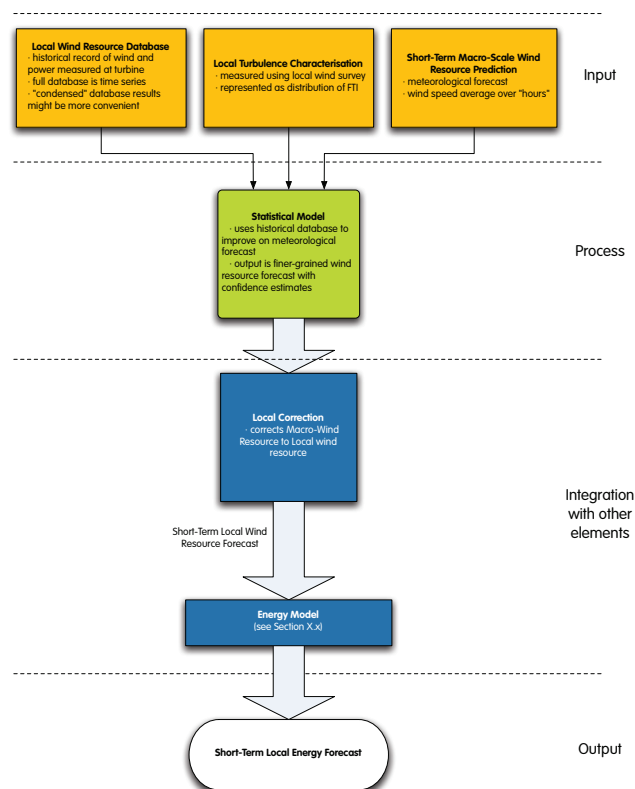 Local Wind Resource Database
· historical record of wind and
power measured at turbine
· full database is time series
· "condensed" database results
might be more convenient
Local Turbulence Characterisation
· measured using local wind survey
· represented as distribution of FTI
Short-Term Macro-Scale Wind
Resource Prediction
· meteorological forecast
· wind speed average over "hours"
Input
Statistical Model
· uses historical database to
improve on meteorological
forecast
· output is finer-grained wind
resource forecast with
confidence estimates
Process
Local Correction
· corrects Macro-Wind
Resource to Local wind
resource
Integration
with other
elements
Short-Term Local Wind
Resource Forecast
Energy Model
(see Section X.x)
Short-Term Local Energy Forecast
Output